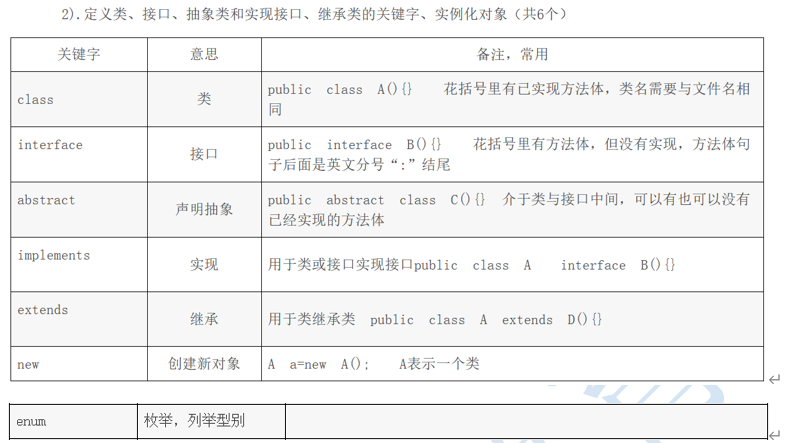 2).定义类、接口、抽象类和实现接口、继承类的关键字、实例化对象（共6个）
关键字 意思 备注，常用
class 类 public class A(){} 花括号里有已实现方法体，类名需要与文件名相
同
interface 接口 public interface B(){} 花括号里有方法体，但没有实现，方法体句
子后面是英文分号“:”结尾
abstract 声明抽象 public abstract class C(){} 介于类与接口中间，可以有也可以没有
已经实现的方法体
implements 实现 用于类或接口实现接口public class A interface B(){}
extends 继承 用于类继承类 public class A extends D(){}
new 创建新对象 A a=new A(); A表示一个类
enum 枚举，列举型别